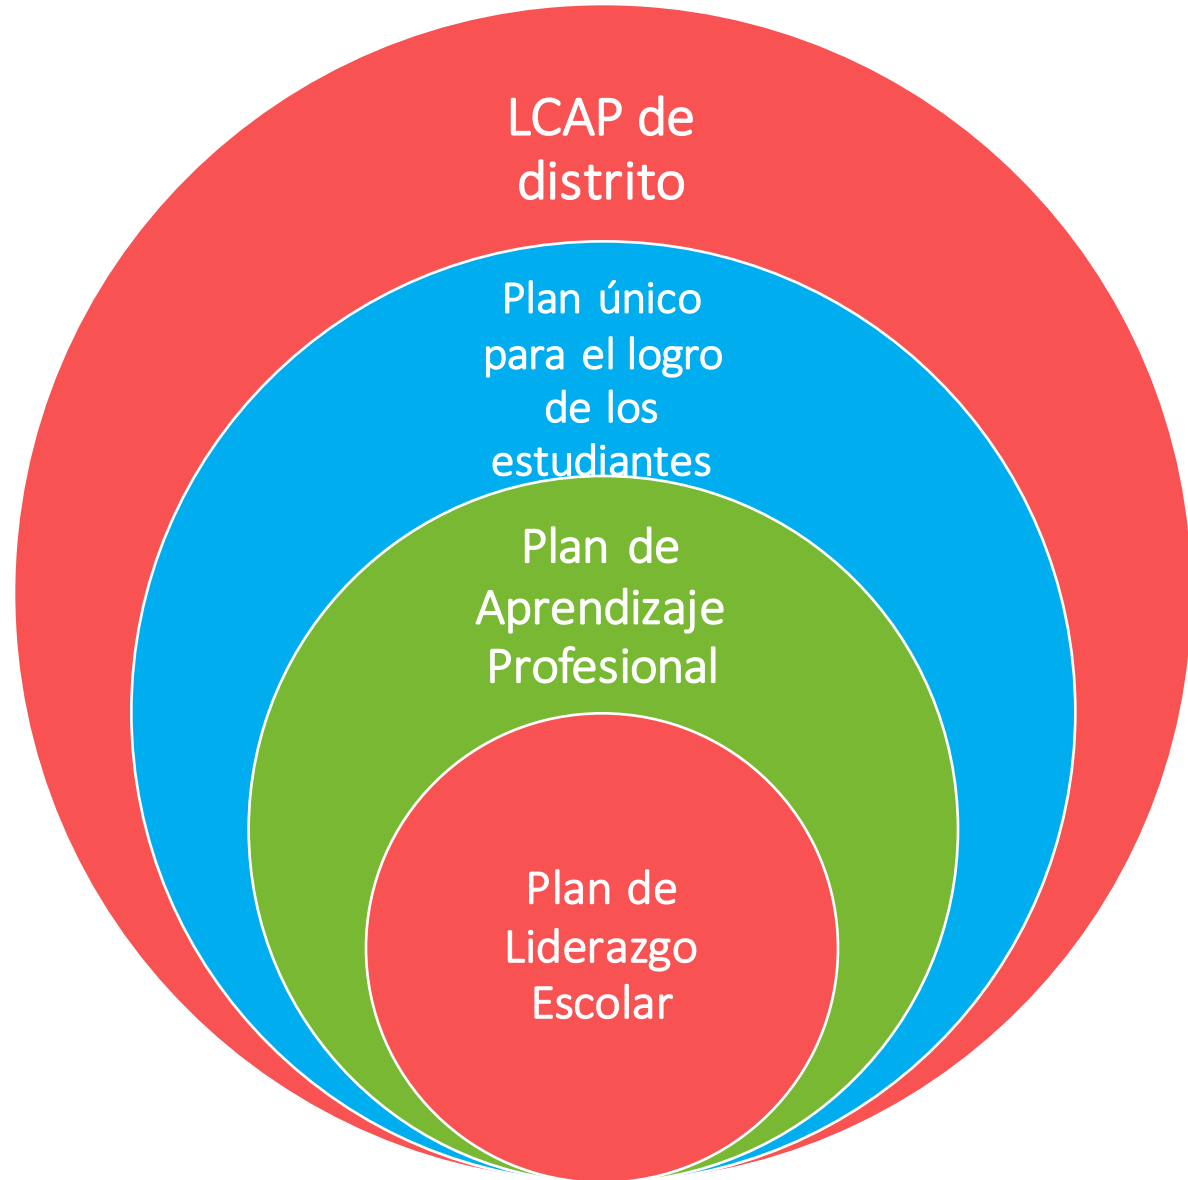 LCAP de
distrito
Plan único
para el logro
de los
estudiantes
Plan de
Aprendizaje
Profesional
Plan de
Liderazgo
Escolar